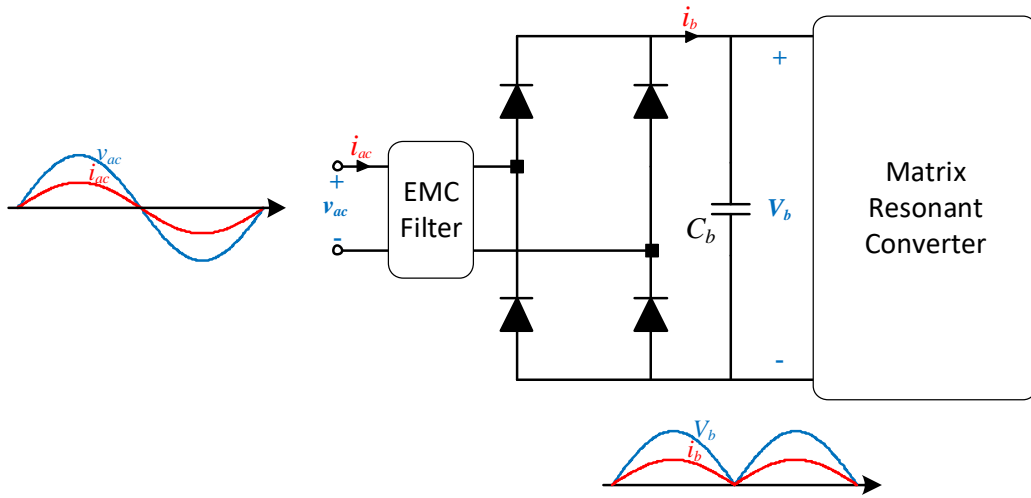 i_b
+
v_ac
i_ac
i_ac
+
v_ac
-
EMC
Filter
C_b
V_b
Matrix
Resonant
Converter
-
V_b
i_b